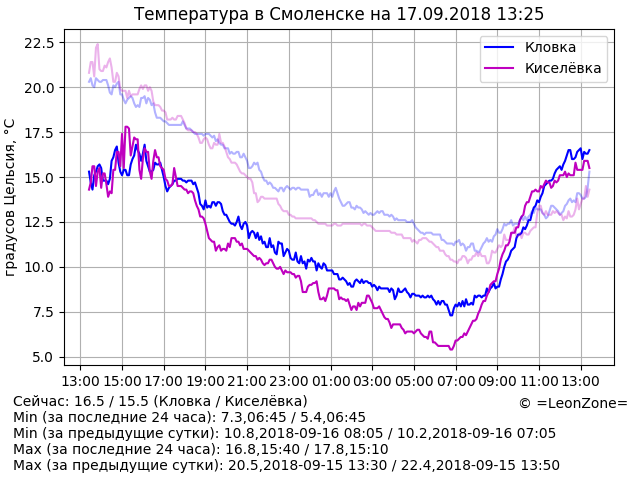 Температура в Смоленске на 17.09.2018 13:25
Кловка
Киселёвка
градусов Цельсия, °C
22.5
20.0
17.5
15.0
12.5
10.0
7.5
5.0
13:00 15:00 17:00 19:00 21:00 23:00 01:00 03:00 05:00 07:00 09:00 11:00 13:00
Сейчас: 16.5 / 15.5 (Кловка / Киселёвка)
© =LeonZone=
Min (за последние 24 часа): 7.3,06:45 / 5.4,06:45
Min (за предыдущие сутки): 10.8,2018-09-16 08:05 / 10.2,2018-09-16 07:05
Max (за последние 24 часа): 16.8,15:40 / 17.8,15:10
Max (за предыдущие сутки): 20.5,2018-09-15 13:30 / 22.4,2018-09-15 13:50